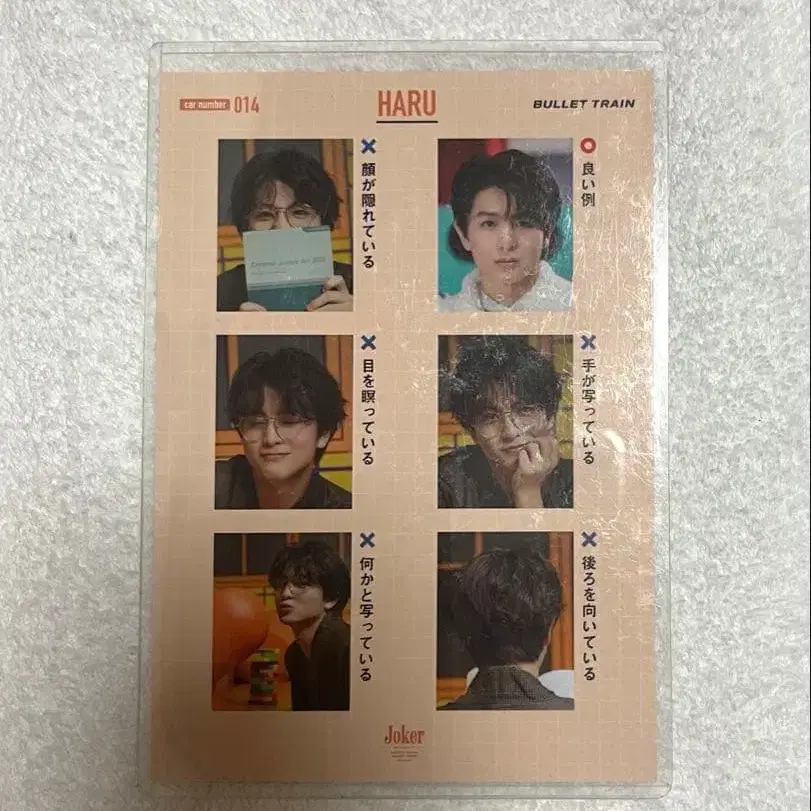 car number 014
HARU
BULLET TRAIN
顔が隠れている
良い例
目を瞑っている
手が写っている
何かと写っている
後ろを向いている
Joker